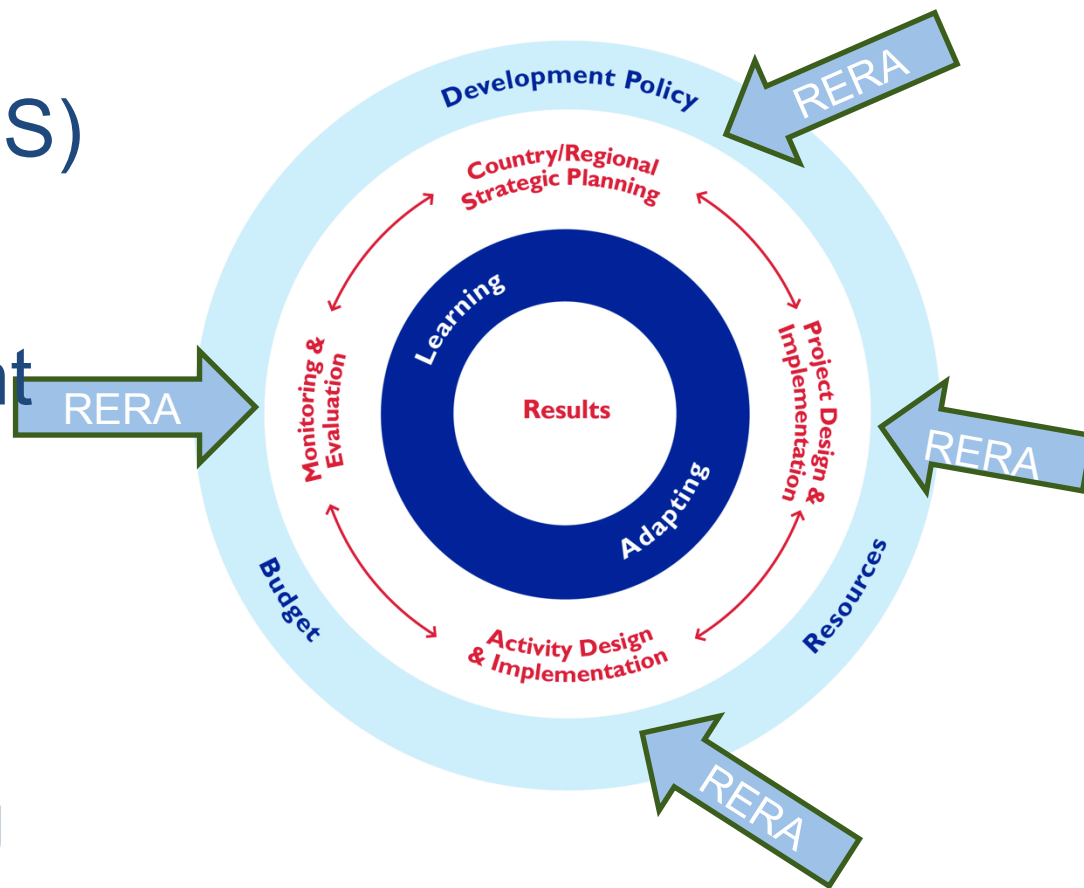 S)
nt
RERA
Development Policy
Country/Regional
Strategic Planning
Learning
Monitoring &
Evaluation
RERA
Results
Project Design &
Implementation
RERA
Adapting
Budget
Resources
Activity Design
& Implementation
RERA